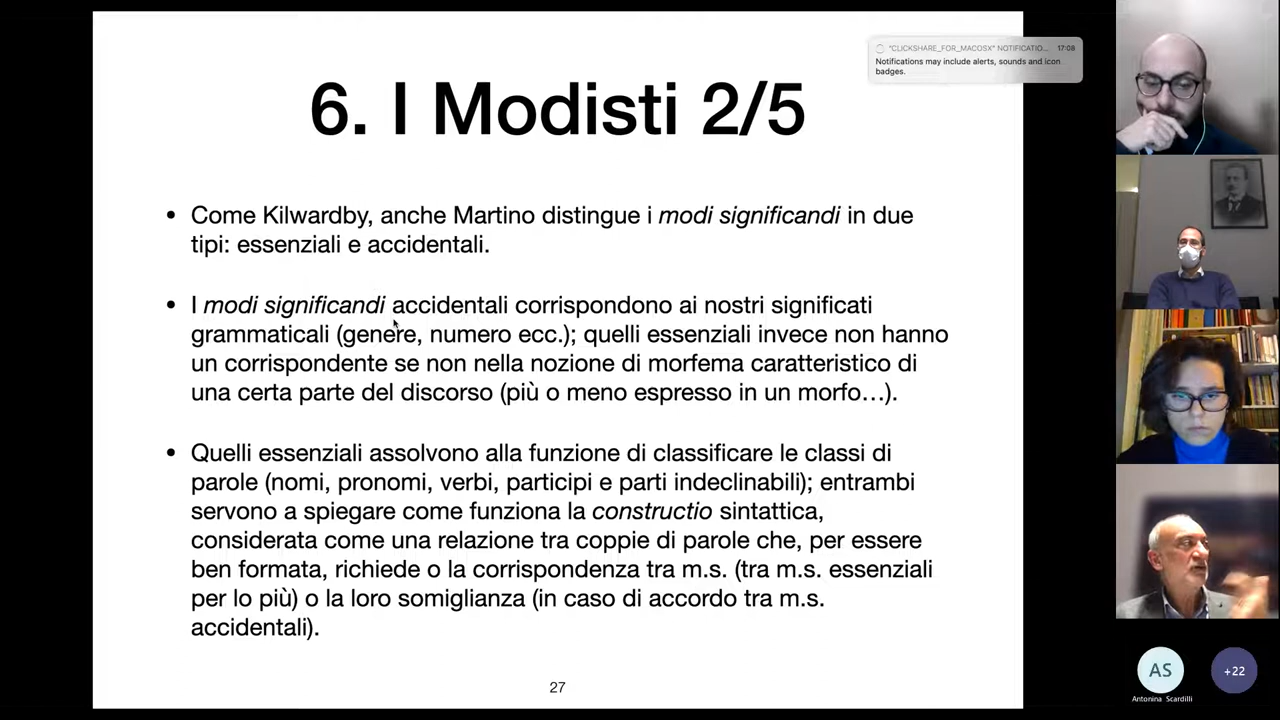 "CLICKSHARE_FOR_MACOSX" NOTIFICATIO... 17:08
Notifications may include alerts, sounds and icon
badges.
6. I Modisti 2/5
• Come Kilwardby, anche Martino distingue i modi significandi in due
tipi: essenziali e accidentali.
• I modi significandi accidentali corrispondono ai nostri significati
grammaticali (genere, numero ecc.); quelli essenziali invece non hanno
un corrispondente se non nella nozione di morfema caratteristico di
una certa parte del discorso (più o meno espresso in un morfo…).
• Quelli essenziali assolvono alla funzione di classificare le classi di
parole (nomi, pronomi, verbi, participi e parti indeclinabili); entrambi
servono a spiegare come funziona la constructio sintattica,
considerata come una relazione tra coppie di parole che, per essere
ben formata, richiede o la corrispondenza tra m.s. (tra m.s. essenziali
per lo più) o la loro somiglianza (in caso di accordo tra m.s.
accidentali).
27
AS
+22
Antonina Scardilli